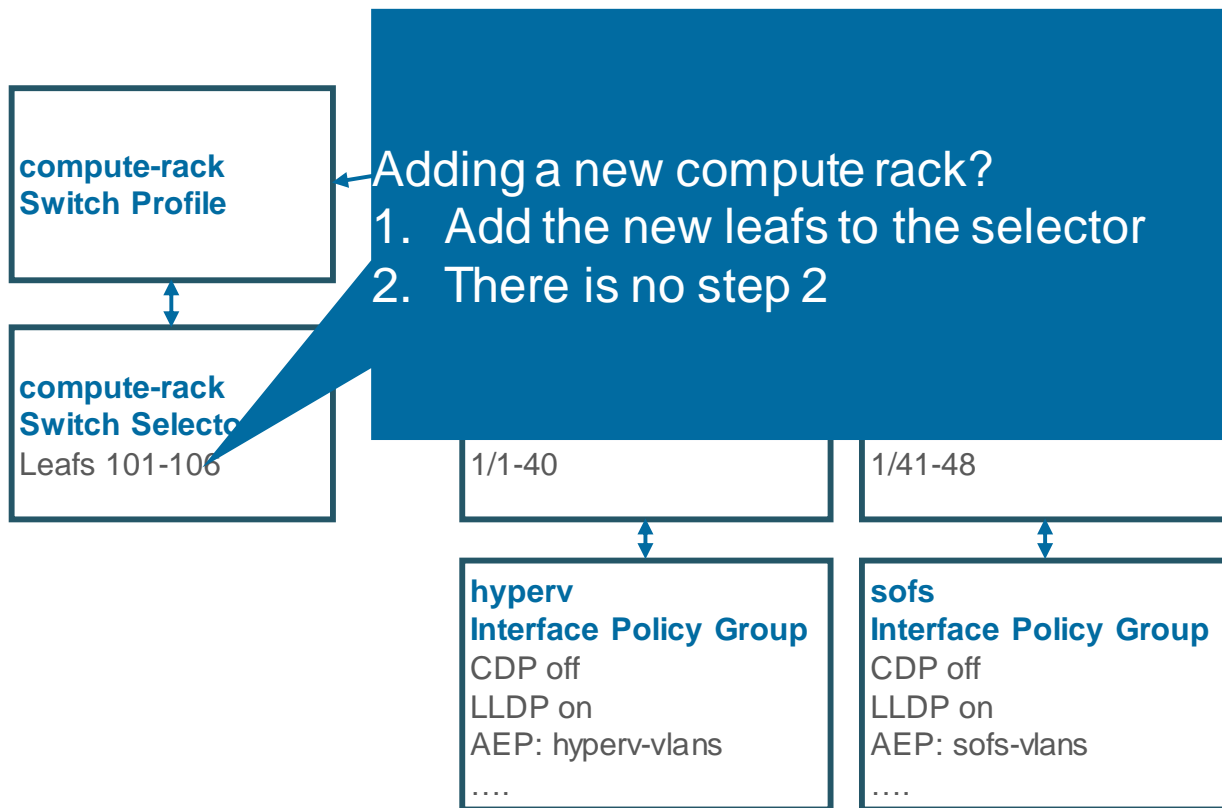 compute-rack
Switch Profile
Adding a new compute rack?
1. Add the new leafs to the selector
2. There is no step 2
compute-rack
Switch Selecto
Leafs 101-106
1/1-40
1/41-48
hyperv
Interface Policy Group
CDP off
LLDP on
AEP: hyperv-vlans
….
sofs
Interface Policy Group
CDP off
LLDP on
AEP: sofs-vlans
….